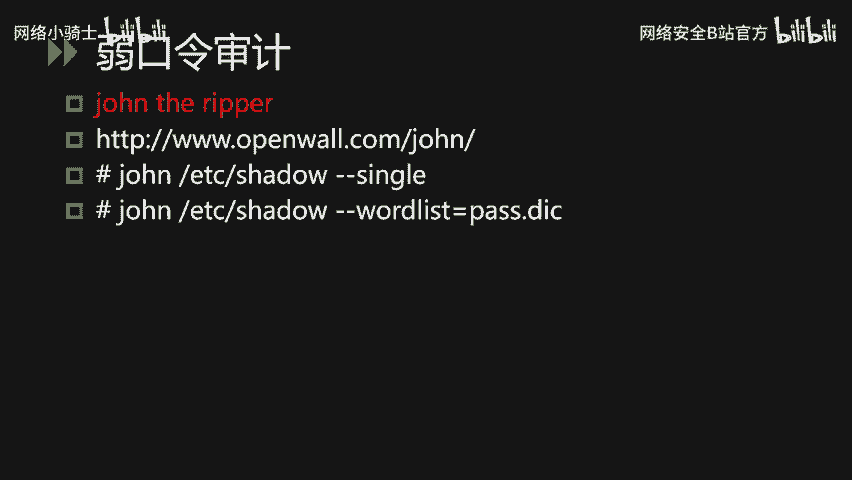 网络小骑士 bilibili
网络安全B站官方 bilibili
弱口令审计
john the ripper
http://www.openwall.com/john/
# john /etc/shadow --single
# john /etc/shadow --wordlist=pass.dic